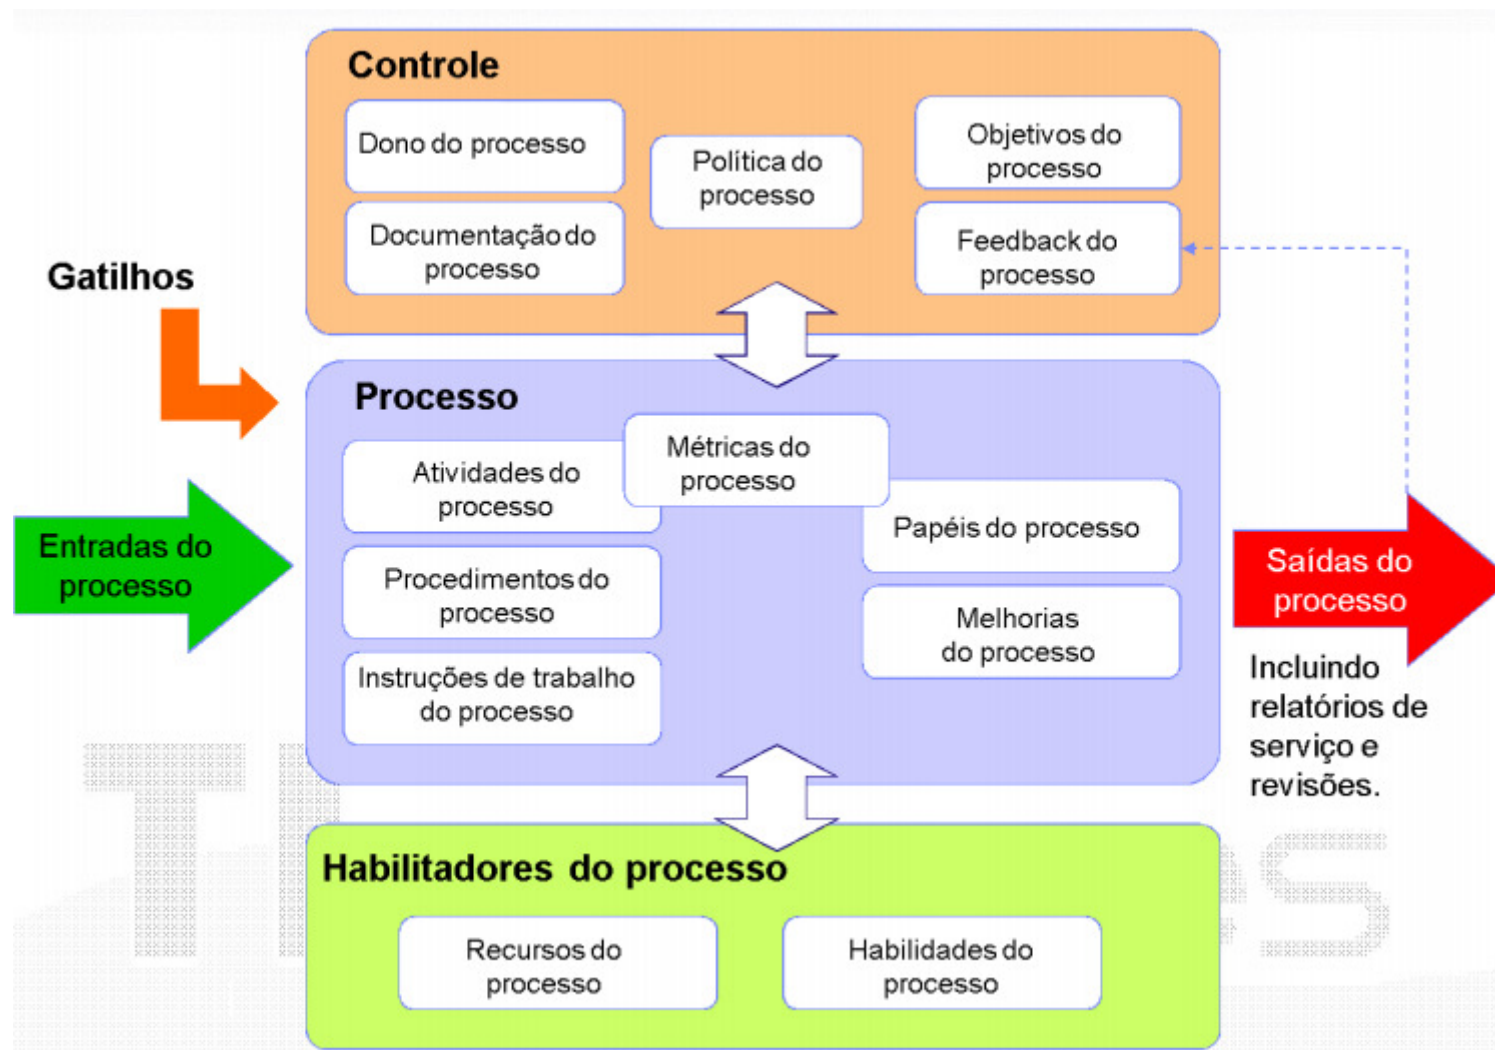 Controle
Dono do processo
Documentação do
processo
Política do
processo
Objetivos do
processo
Feedback do
processo
Gatilhos
Processo
Métricas do
processo
Atividades do
processo
Procedimentos do
processo
Instruções de trabalho
do processo
Papéis do processo
Melhorias
do processo
Entradas do
processo
Saídas do
processo
Incluindo
relatórios de
serviço e
revisões.
Habilitadores do processo
Recursos do
processo
Habilidades do
processo